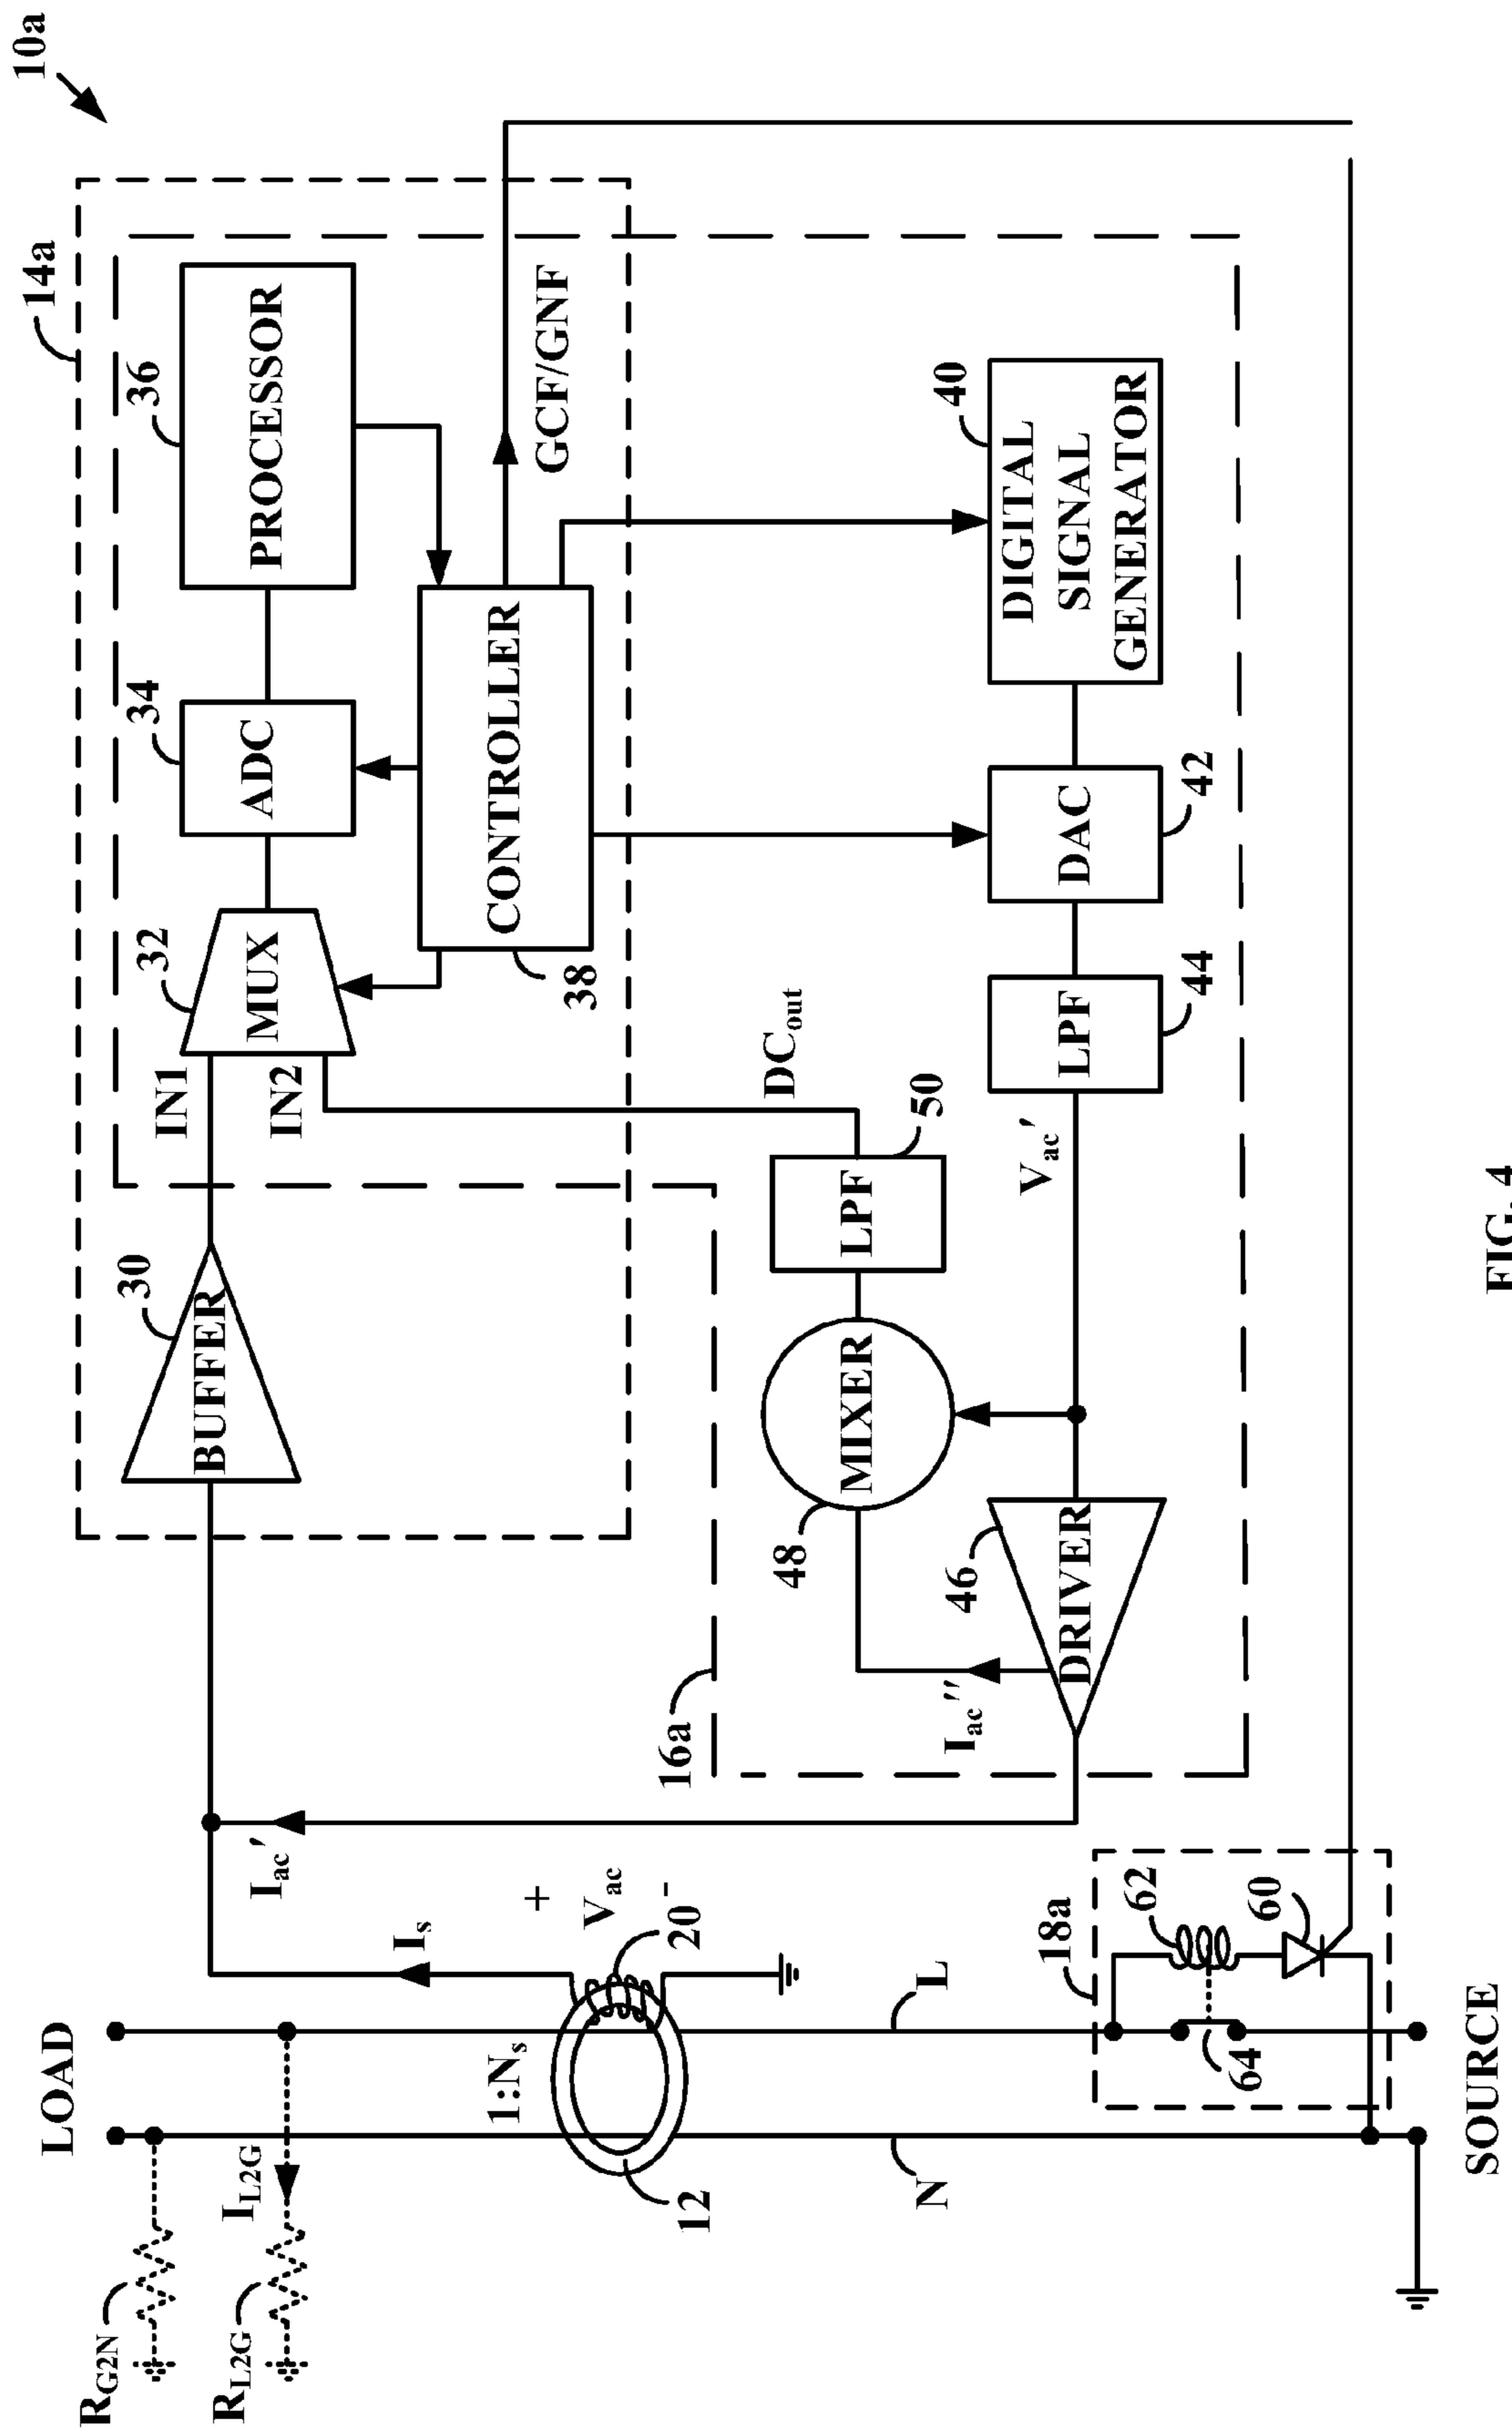 10a
14a
36
PROCESSOR
34
ADC
32
MUX
IN1
IN2
30
BUFFER
CONTROLLER
38
GCF/GNF
40
DIGITAL
SIGNAL
GENERATOR
42
DAC
44
LPF
DCout
50
LPF
Vac′
48
MIXER
46
DRIVER
Iac″
16a
Iac′
Is
+
Vac
-
20
1:Ns
12
LOAD
L
N
IL2G
RG2N
RL2G
18a
62
60
64
SOURCE
FIG. 4